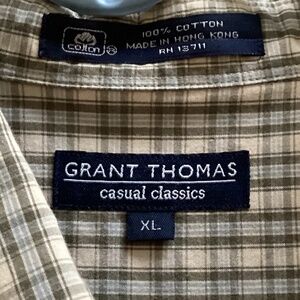 cotton
100% COTTON
MADE IN HONG KONG
RN 13711
GRANT THOMAS
casual classics
XL